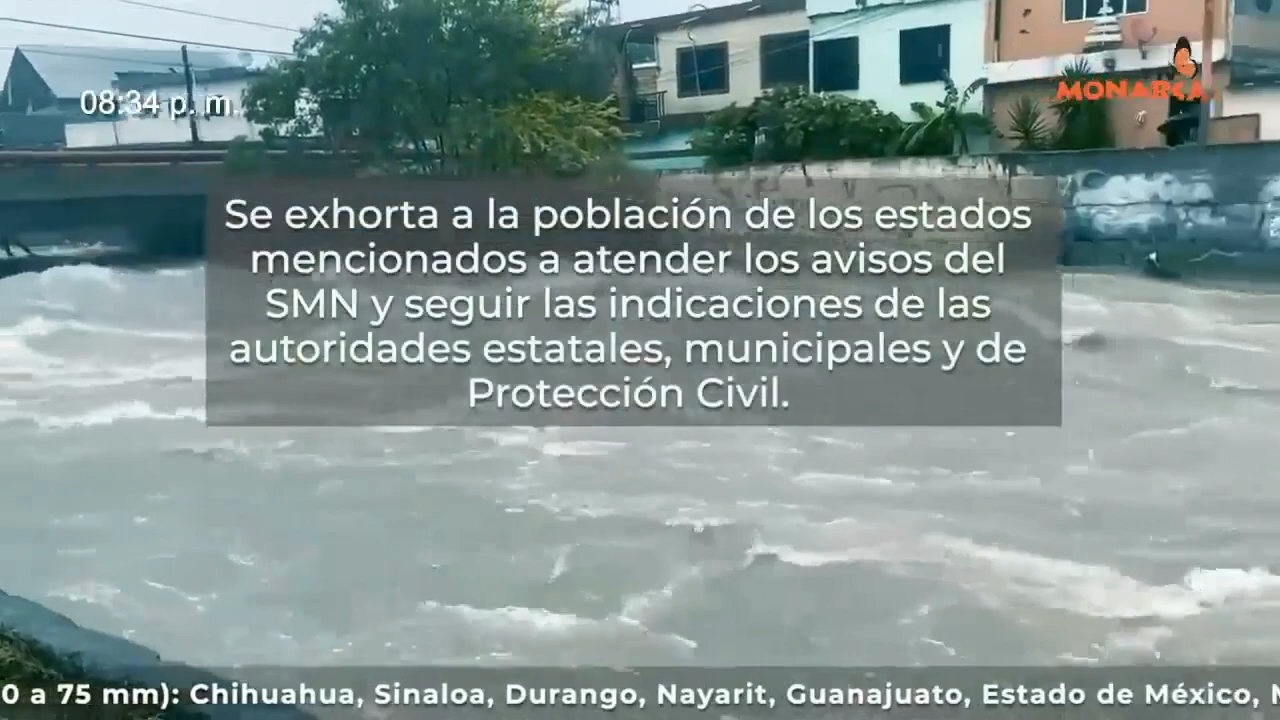 08:34 p. m.
MONARCA
Se exhorta a la población de los estados
mencionados a atender los avisos del
SMN y seguir las indicaciones de las
autoridades estatales, municipales y de
Protección Civil.
0 a 75 mm): Chihuahua, Sinaloa, Durango, Nayarit, Guanajuato, Estado de México,